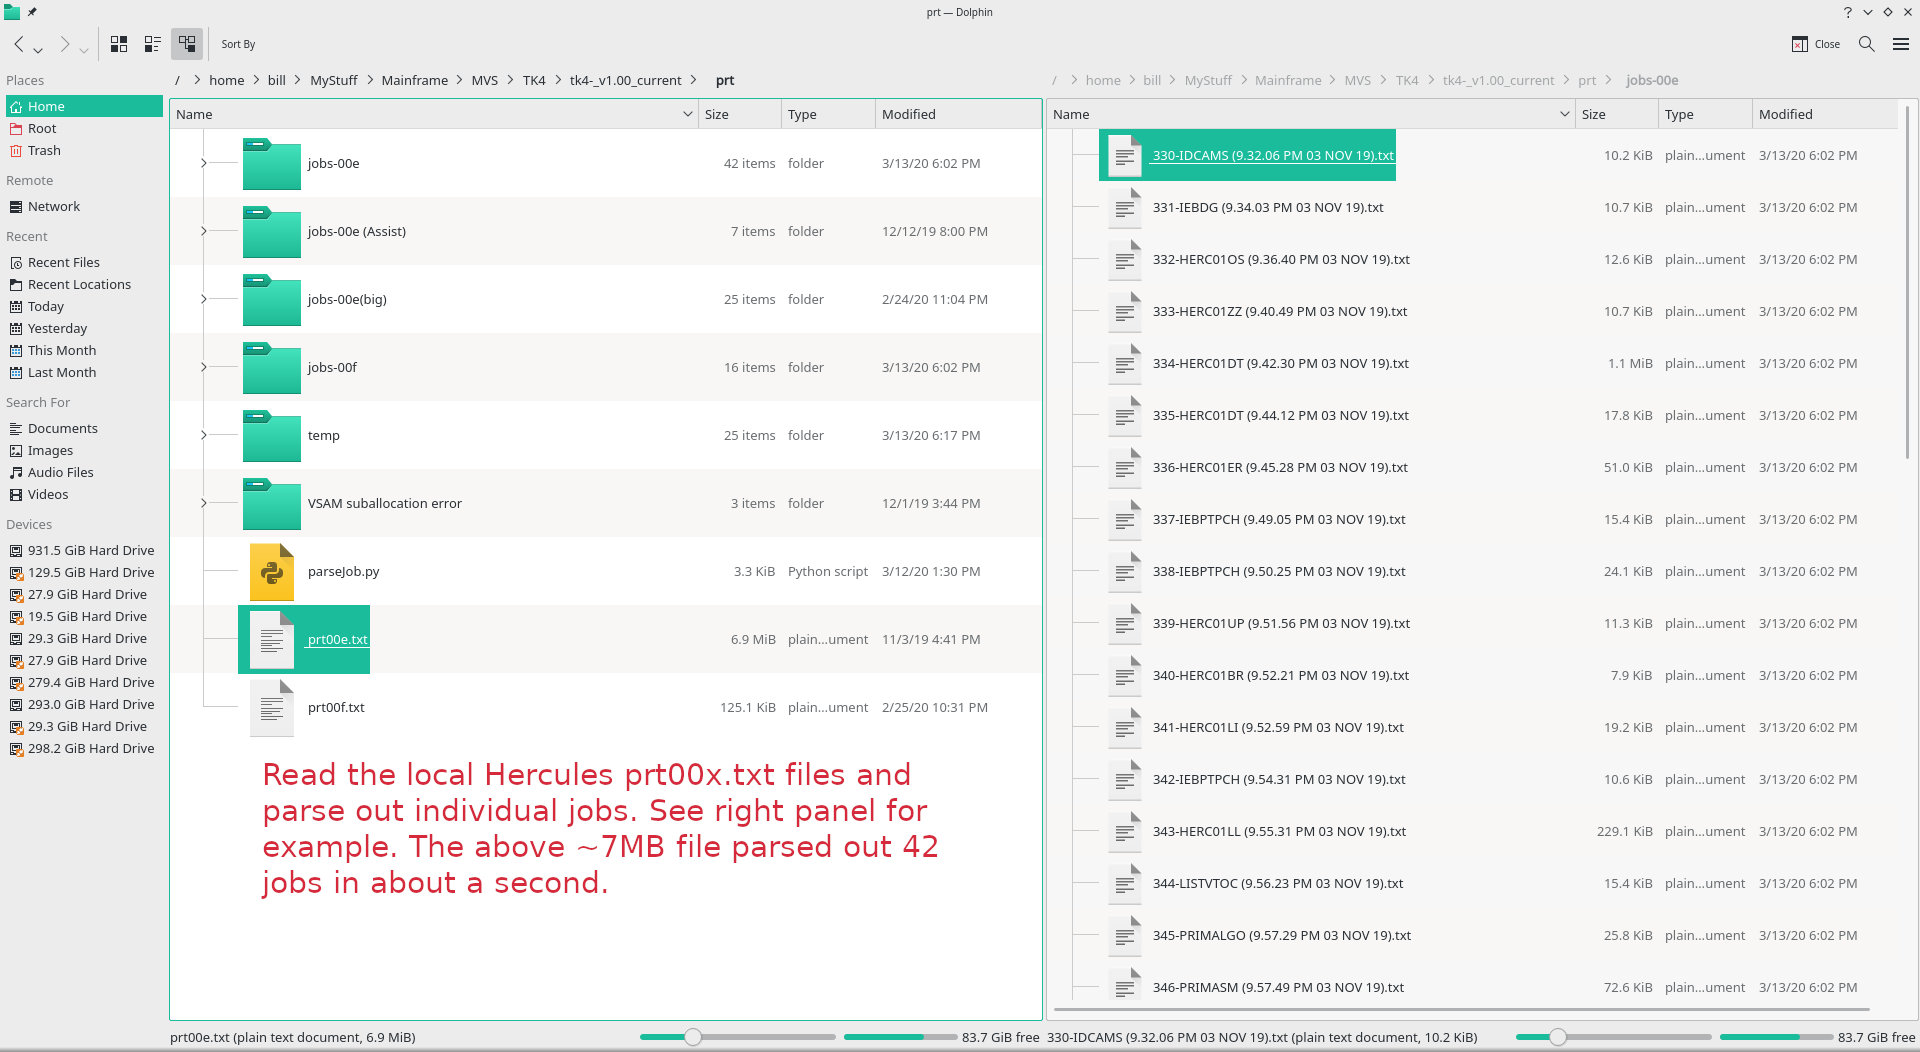 prt — Dolphin
Sort By
Close
Places
Home
Root
Trash
Remote
Network
Recent
Recent Files
Recent Locations
Today
Yesterday
This Month
Last Month
Search For
Documents
Images
Audio Files
Videos
Devices
931.5 GiB Hard Drive
129.5 GiB Hard Drive
27.9 GiB Hard Drive
19.5 GiB Hard Drive
29.3 GiB Hard Drive
27.9 GiB Hard Drive
279.4 GiB Hard Drive
293.0 GiB Hard Drive
29.3 GiB Hard Drive
298.2 GiB Hard Drive
/ > home > bill > MyStuff > Mainframe > MVS > TK4 > tk4-_v1.00_current > prt
Name Size Type Modified
jobs-00e 42 items folder 3/13/20 6:02 PM
jobs-00e (Assist) 7 items folder 12/12/19 8:00 PM
jobs-00e(big) 25 items folder 2/24/20 11:04 PM
jobs-00f 16 items folder 3/13/20 6:02 PM
temp 25 items folder 3/13/20 6:17 PM
VSAM suballocation error 3 items folder 12/1/19 3:44 PM
parseJob.py 3.3 KiB Python script 3/12/20 1:30 PM
prt00e.txt 6.9 MiB plain...ument 11/3/19 4:41 PM
prt00f.txt 125.1 KiB plain...ument 2/25/20 10:31 PM
Read the local Hercules prt00x.txt files and
parse out individual jobs. See right panel for
example. The above ~7MB file parsed out 42
jobs in about a second.
prt00e.txt (plain text document, 6.9 MiB) 83.7 GiB free
/ > home > bill > MyStuff > Mainframe > MVS > TK4 > tk4-_v1.00_current > prt > jobs-00e
Name Size Type Modified
330-IDCAMS (9.32.06 PM 03 NOV 19).txt 10.2 KiB plain...ument 3/13/20 6:02 PM
331-IEBDG (9.34.03 PM 03 NOV 19).txt 10.7 KiB plain...ument 3/13/20 6:02 PM
332-HERC01OS (9.36.40 PM 03 NOV 19).txt 12.6 KiB plain...ument 3/13/20 6:02 PM
333-HERC01ZZ (9.40.49 PM 03 NOV 19).txt 10.7 KiB plain...ument 3/13/20 6:02 PM
334-HERC01DT (9.42.30 PM 03 NOV 19).txt 1.1 MiB plain...ument 3/13/20 6:02 PM
335-HERC01DT (9.44.12 PM 03 NOV 19).txt 17.8 KiB plain...ument 3/13/20 6:02 PM
336-HERC01ER (9.45.28 PM 03 NOV 19).txt 51.0 KiB plain...ument 3/13/20 6:02 PM
337-IEBPTPCH (9.49.05 PM 03 NOV 19).txt 15.4 KiB plain...ument 3/13/20 6:02 PM
338-IEBPTPCH (9.50.25 PM 03 NOV 19).txt 24.1 KiB plain...ument 3/13/20 6:02 PM
339-HERC01UP (9.51.56 PM 03 NOV 19).txt 11.3 KiB plain...ument 3/13/20 6:02 PM
340-HERC01BR (9.52.21 PM 03 NOV 19).txt 7.9 KiB plain...ument 3/13/20 6:02 PM
341-HERC01LI (9.52.59 PM 03 NOV 19).txt 19.2 KiB plain...ument 3/13/20 6:02 PM
342-IEBPTPCH (9.54.31 PM 03 NOV 19).txt 10.6 KiB plain...ument 3/13/20 6:02 PM
343-HERC01LL (9.55.31 PM 03 NOV 19).txt 229.1 KiB plain...ument 3/13/20 6:02 PM
344-LISTVTOC (9.56.23 PM 03 NOV 19).txt 15.4 KiB plain...ument 3/13/20 6:02 PM
345-PRIMALGO (9.57.29 PM 03 NOV 19).txt 25.8 KiB plain...ument 3/13/20 6:02 PM
346-PRIMASM (9.57.49 PM 03 NOV 19).txt 72.6 KiB plain...ument 3/13/20 6:02 PM
330-IDCAMS (9.32.06 PM 03 NOV 19).txt (plain text document, 10.2 KiB) 83.7 GiB free